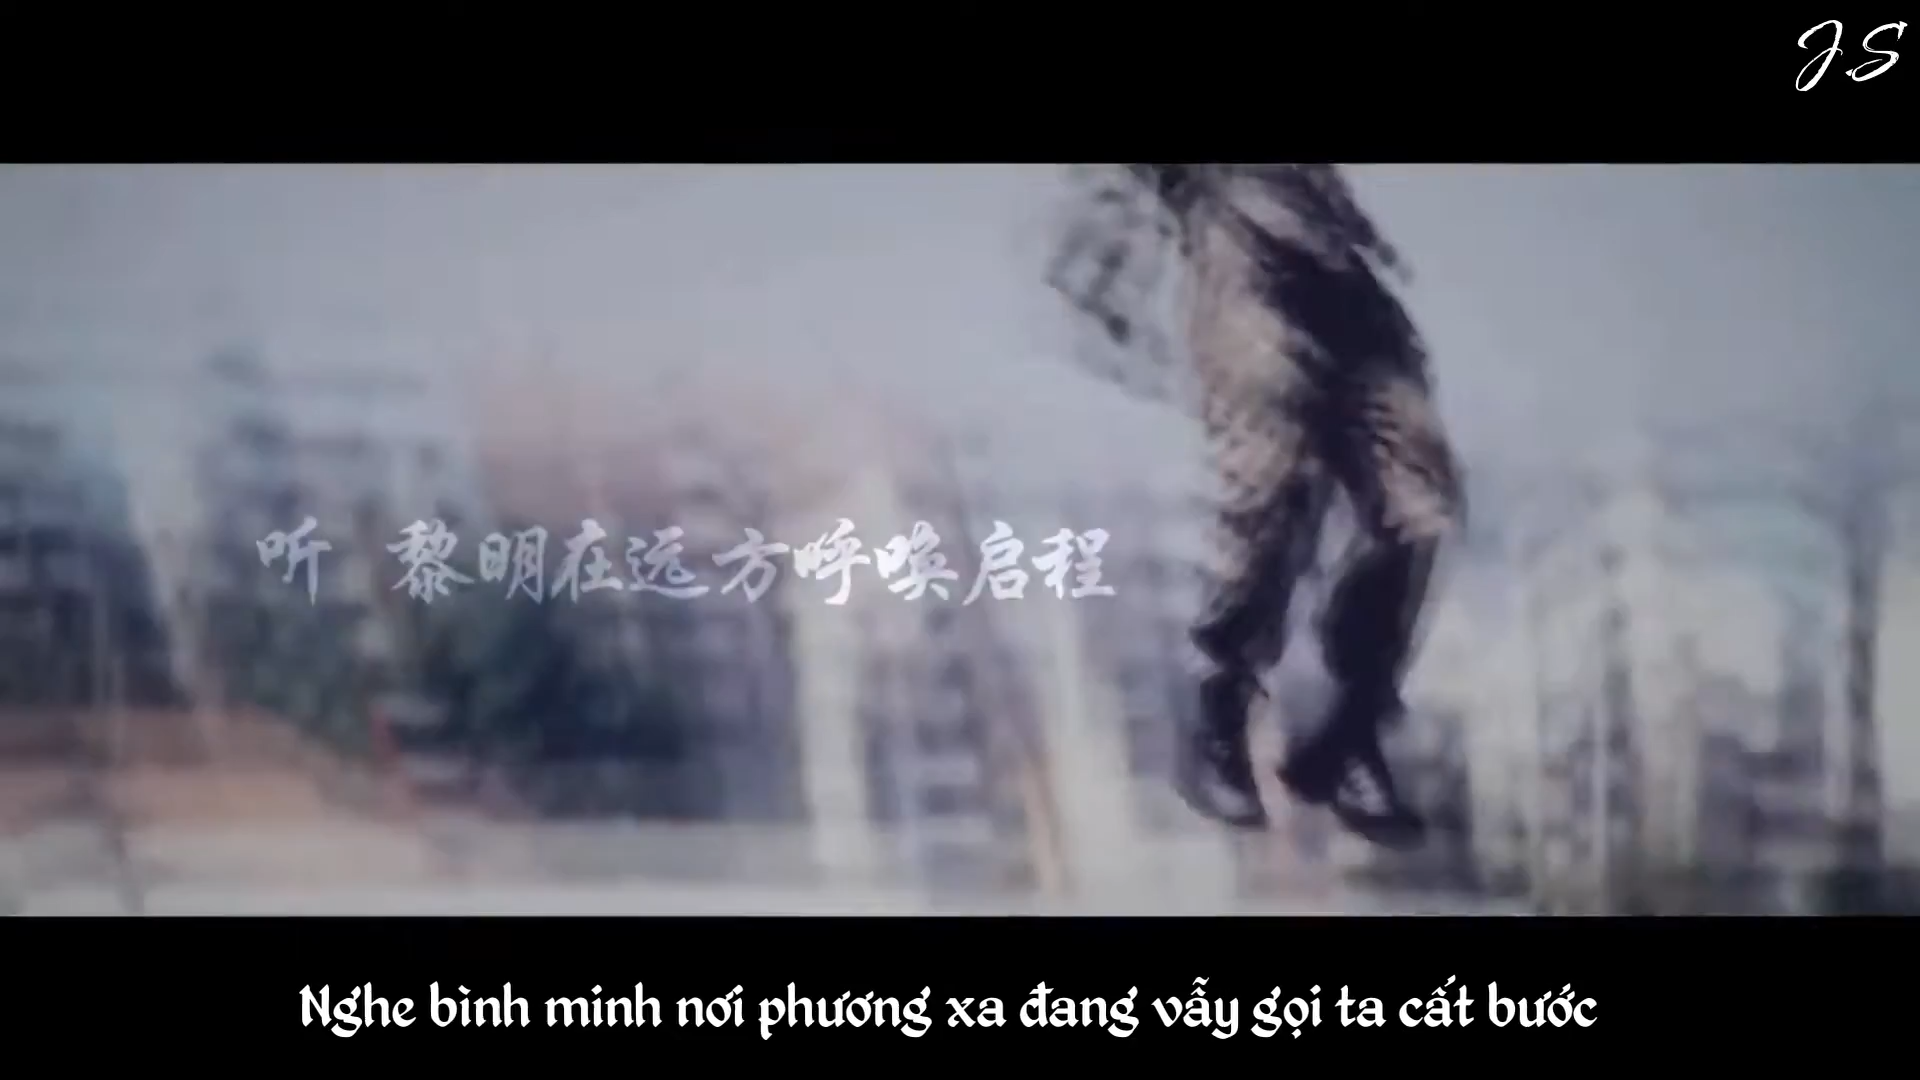 J.S
听 黎明在远方呼唤启程
Nghe bình minh nơi phương xa đang vẫy gọi ta cất bước